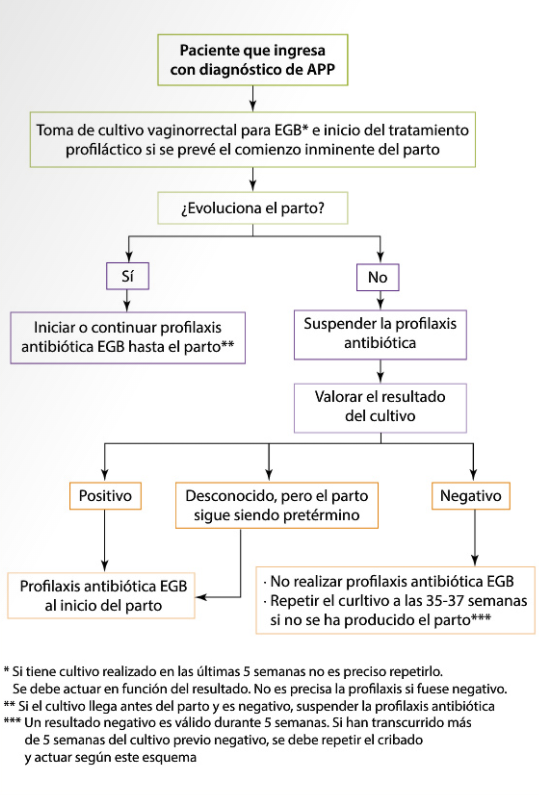 Paciente que ingresa
con diagnóstico de APP
Toma de cultivo vaginorrectal para EGB* e inicio del tratamiento
profiláctico si se prevé el comienzo inminente del parto
¿Evoluciona el parto?
Sí
No
Iniciar o continuar profilaxis
antibiótica EGB hasta el parto**
Suspender la profilaxis
antibiótica
Valorar el resultado
del cultivo
Positivo
Desconocido, pero el parto
sigue siendo pretérmino
Negativo
Profilaxis antibiótica EGB
al inicio del parto
· No realizar profilaxis antibiótica EGB
· Repetir el curltivo a las 35-37 semanas
si no se ha producido el parto***
* Si tiene cultivo realizado en las últimas 5 semanas no es preciso repetirlo.
Se debe actuar en función del resultado. No es precisa la profilaxis si fuese negativo.
** Si el cultivo llega antes del parto y es negativo, suspender la profilaxis antibiótica
*** Un resultado negativo es válido durante 5 semanas. Si han transcurrido más
de 5 semanas del cultivo previo negativo, se debe repetir el cribado
y actuar según este esquema